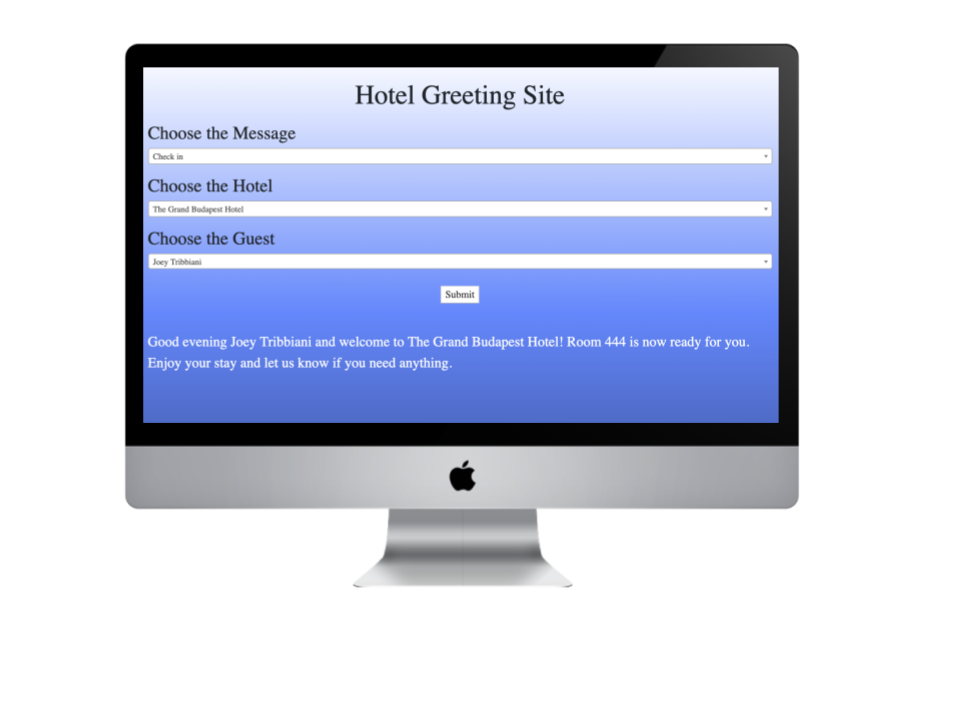 Hotel Greeting Site
Choose the Message
Check in
Choose the Hotel
The Grand Budapest Hotel
Choose the Guest
Joey Tribbiani
Submit
Good evening Joey Tribbiani and welcome to The Grand Budapest Hotel! Room 444 is now ready for you.
Enjoy your stay and let us know if you need anything.